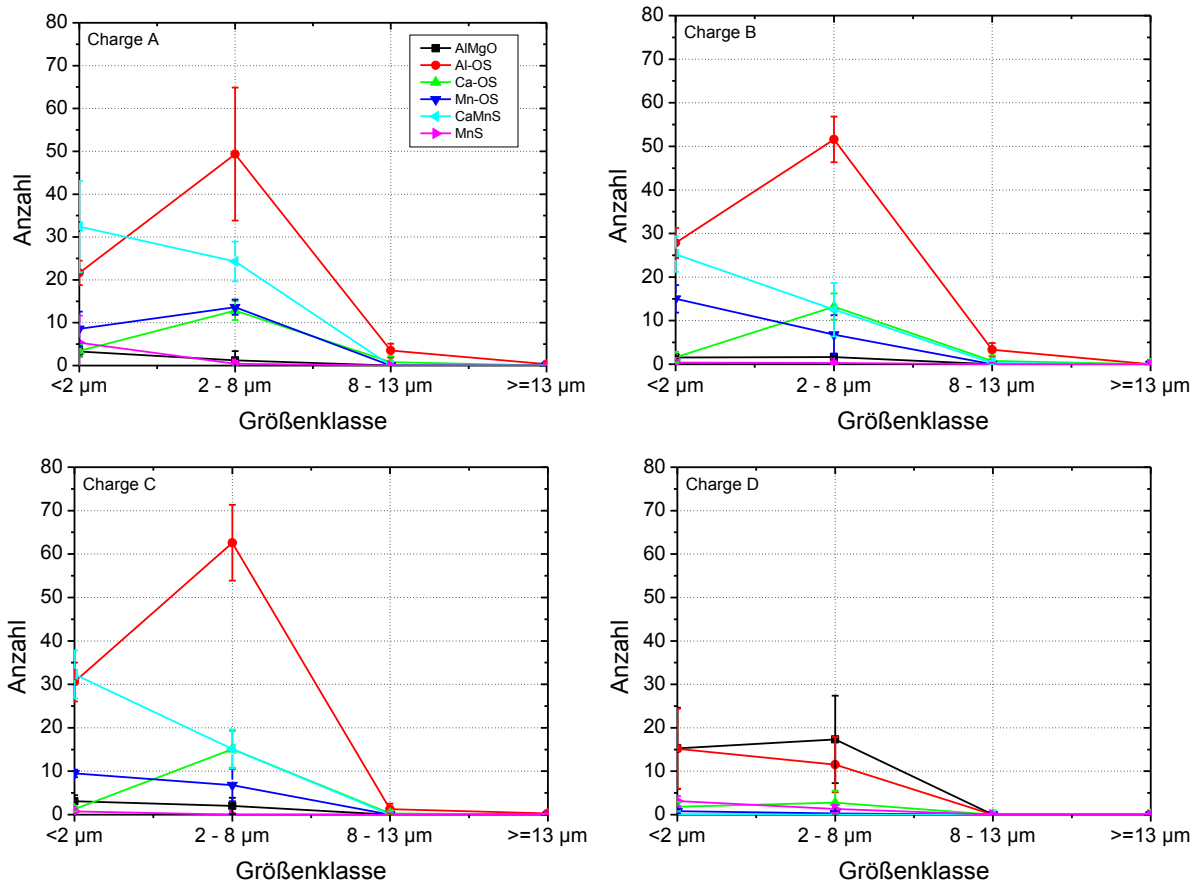 Charge A
AlMgO
Al-OS
Ca-OS
Mn-OS
CaMnS
MnS
80
70
60
50
40
30
20
10
0
Anzahl
<2 µm
2 - 8 µm
8 - 13 µm
>=13 µm
Größenklasse
Charge B
80
70
60
50
40
30
20
10
0
Anzahl
<2 µm
2 - 8 µm
8 - 13 µm
>=13 µm
Größenklasse
Charge C
80
70
60
50
40
30
20
10
0
Anzahl
<2 µm
2 - 8 µm
8 - 13 µm
>=13 µm
Größenklasse
Charge D
80
70
60
50
40
30
20
10
0
Anzahl
<2 µm
2 - 8 µm
8 - 13 µm
>=13 µm
Größenklasse